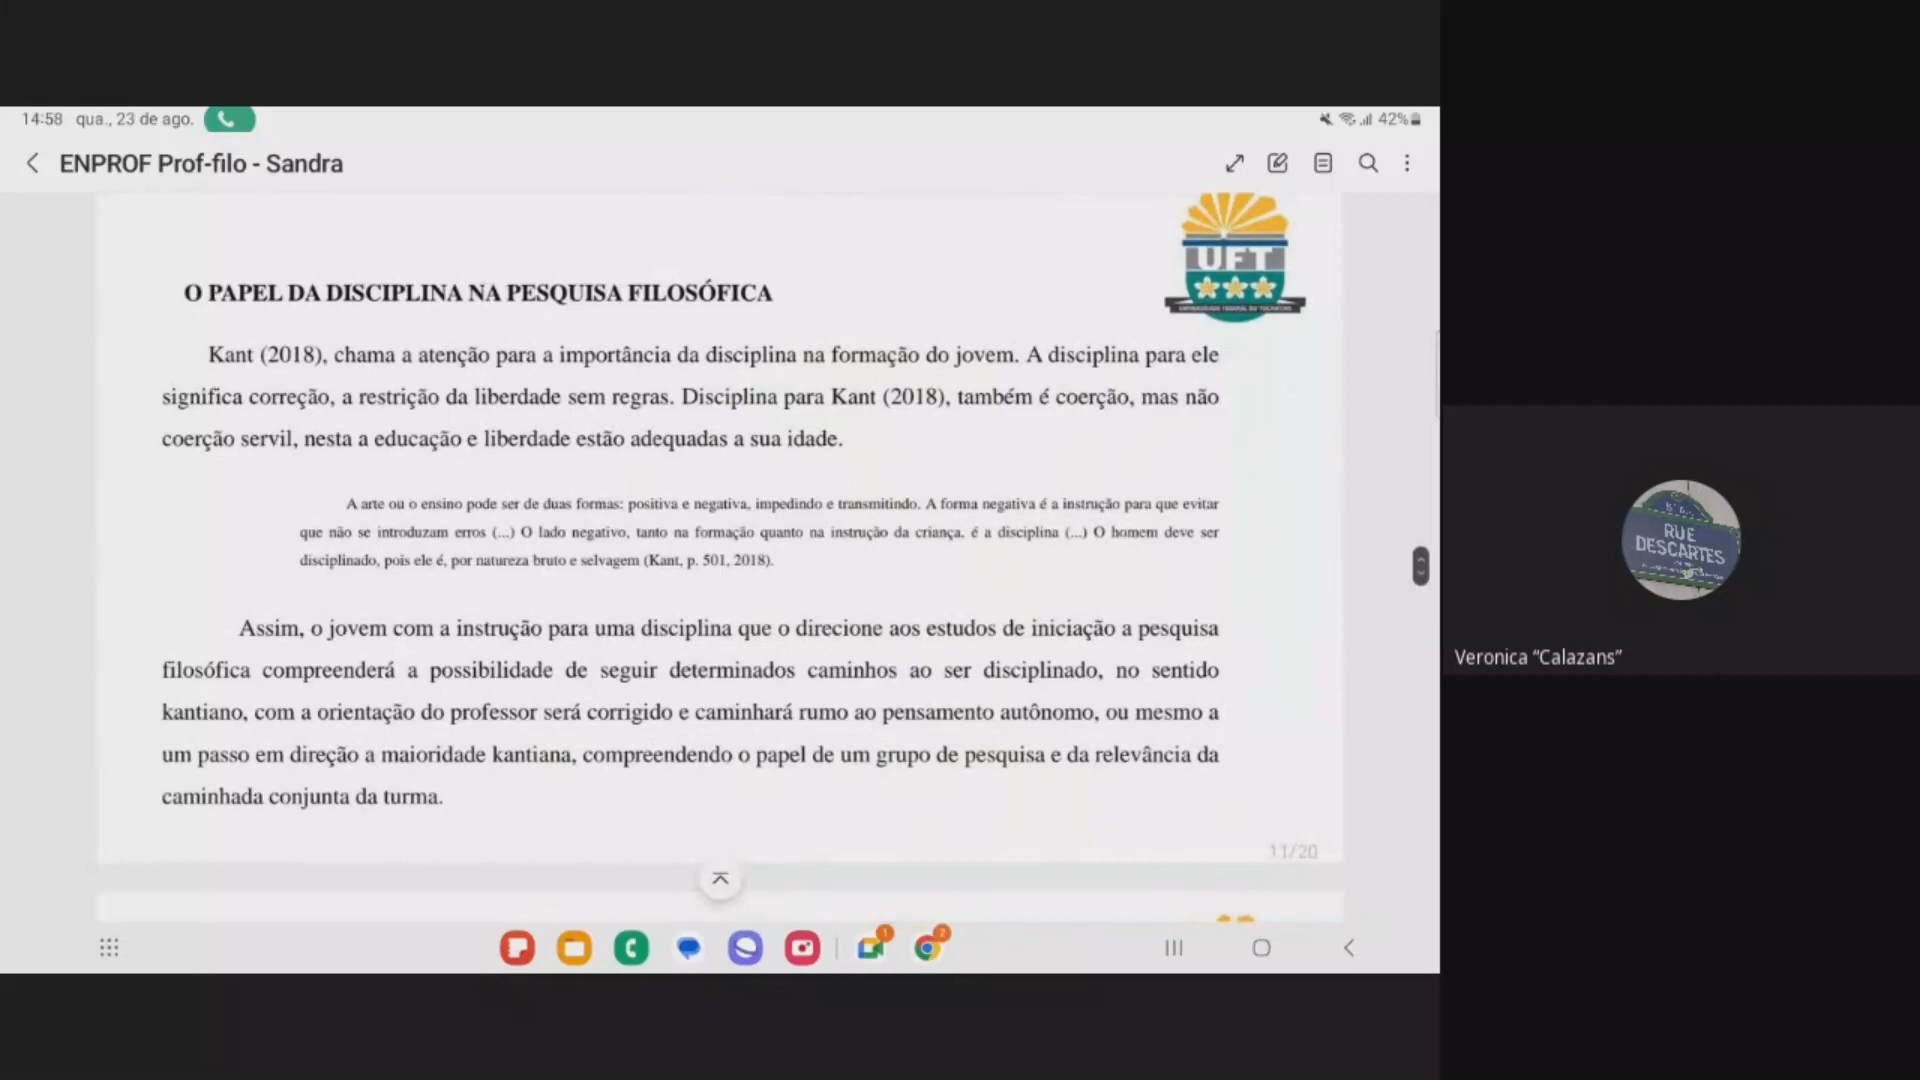 14:58 qua., 23 de ago.
42%
ENPROF Prof-filo - Sandra
UFT
O PAPEL DA DISCIPLINA NA PESQUISA FILOSÓFICA
Kant (2018), chama a atenção para a importância da disciplina na formação do jovem. A disciplina para ele
significa correção, a restrição da liberdade sem regras. Disciplina para Kant (2018), também é coerção, mas não
coerção servil, nesta a educação e liberdade estão adequadas a sua idade.
A arte ou o ensino pode ser de duas formas: positiva e negativa, impedindo e transmitindo. A forma negativa é a instrução para que evitar
que não se introduzam erros (...) O lado negativo, tanto na formação quanto na instrução da criança, é a disciplina (...) O homem deve ser
disciplinado, pois ele é, por natureza bruto e selvagem (Kant, p. 501, 2018).
Assim, o jovem com a instrução para uma disciplina que o direcione aos estudos de iniciação a pesquisa
filosófica compreenderá a possibilidade de seguir determinados caminhos ao ser disciplinado, no sentido
kantiano, com a orientação do professor será corrigido e caminhará rumo ao pensamento autônomo, ou mesmo a
um passo em direção a maioridade kantiana, compreendendo o papel de um grupo de pesquisa e da relevância da
caminhada conjunta da turma.
11/20
1
2
RUE
DESCARTES
Veronica “Calazans”